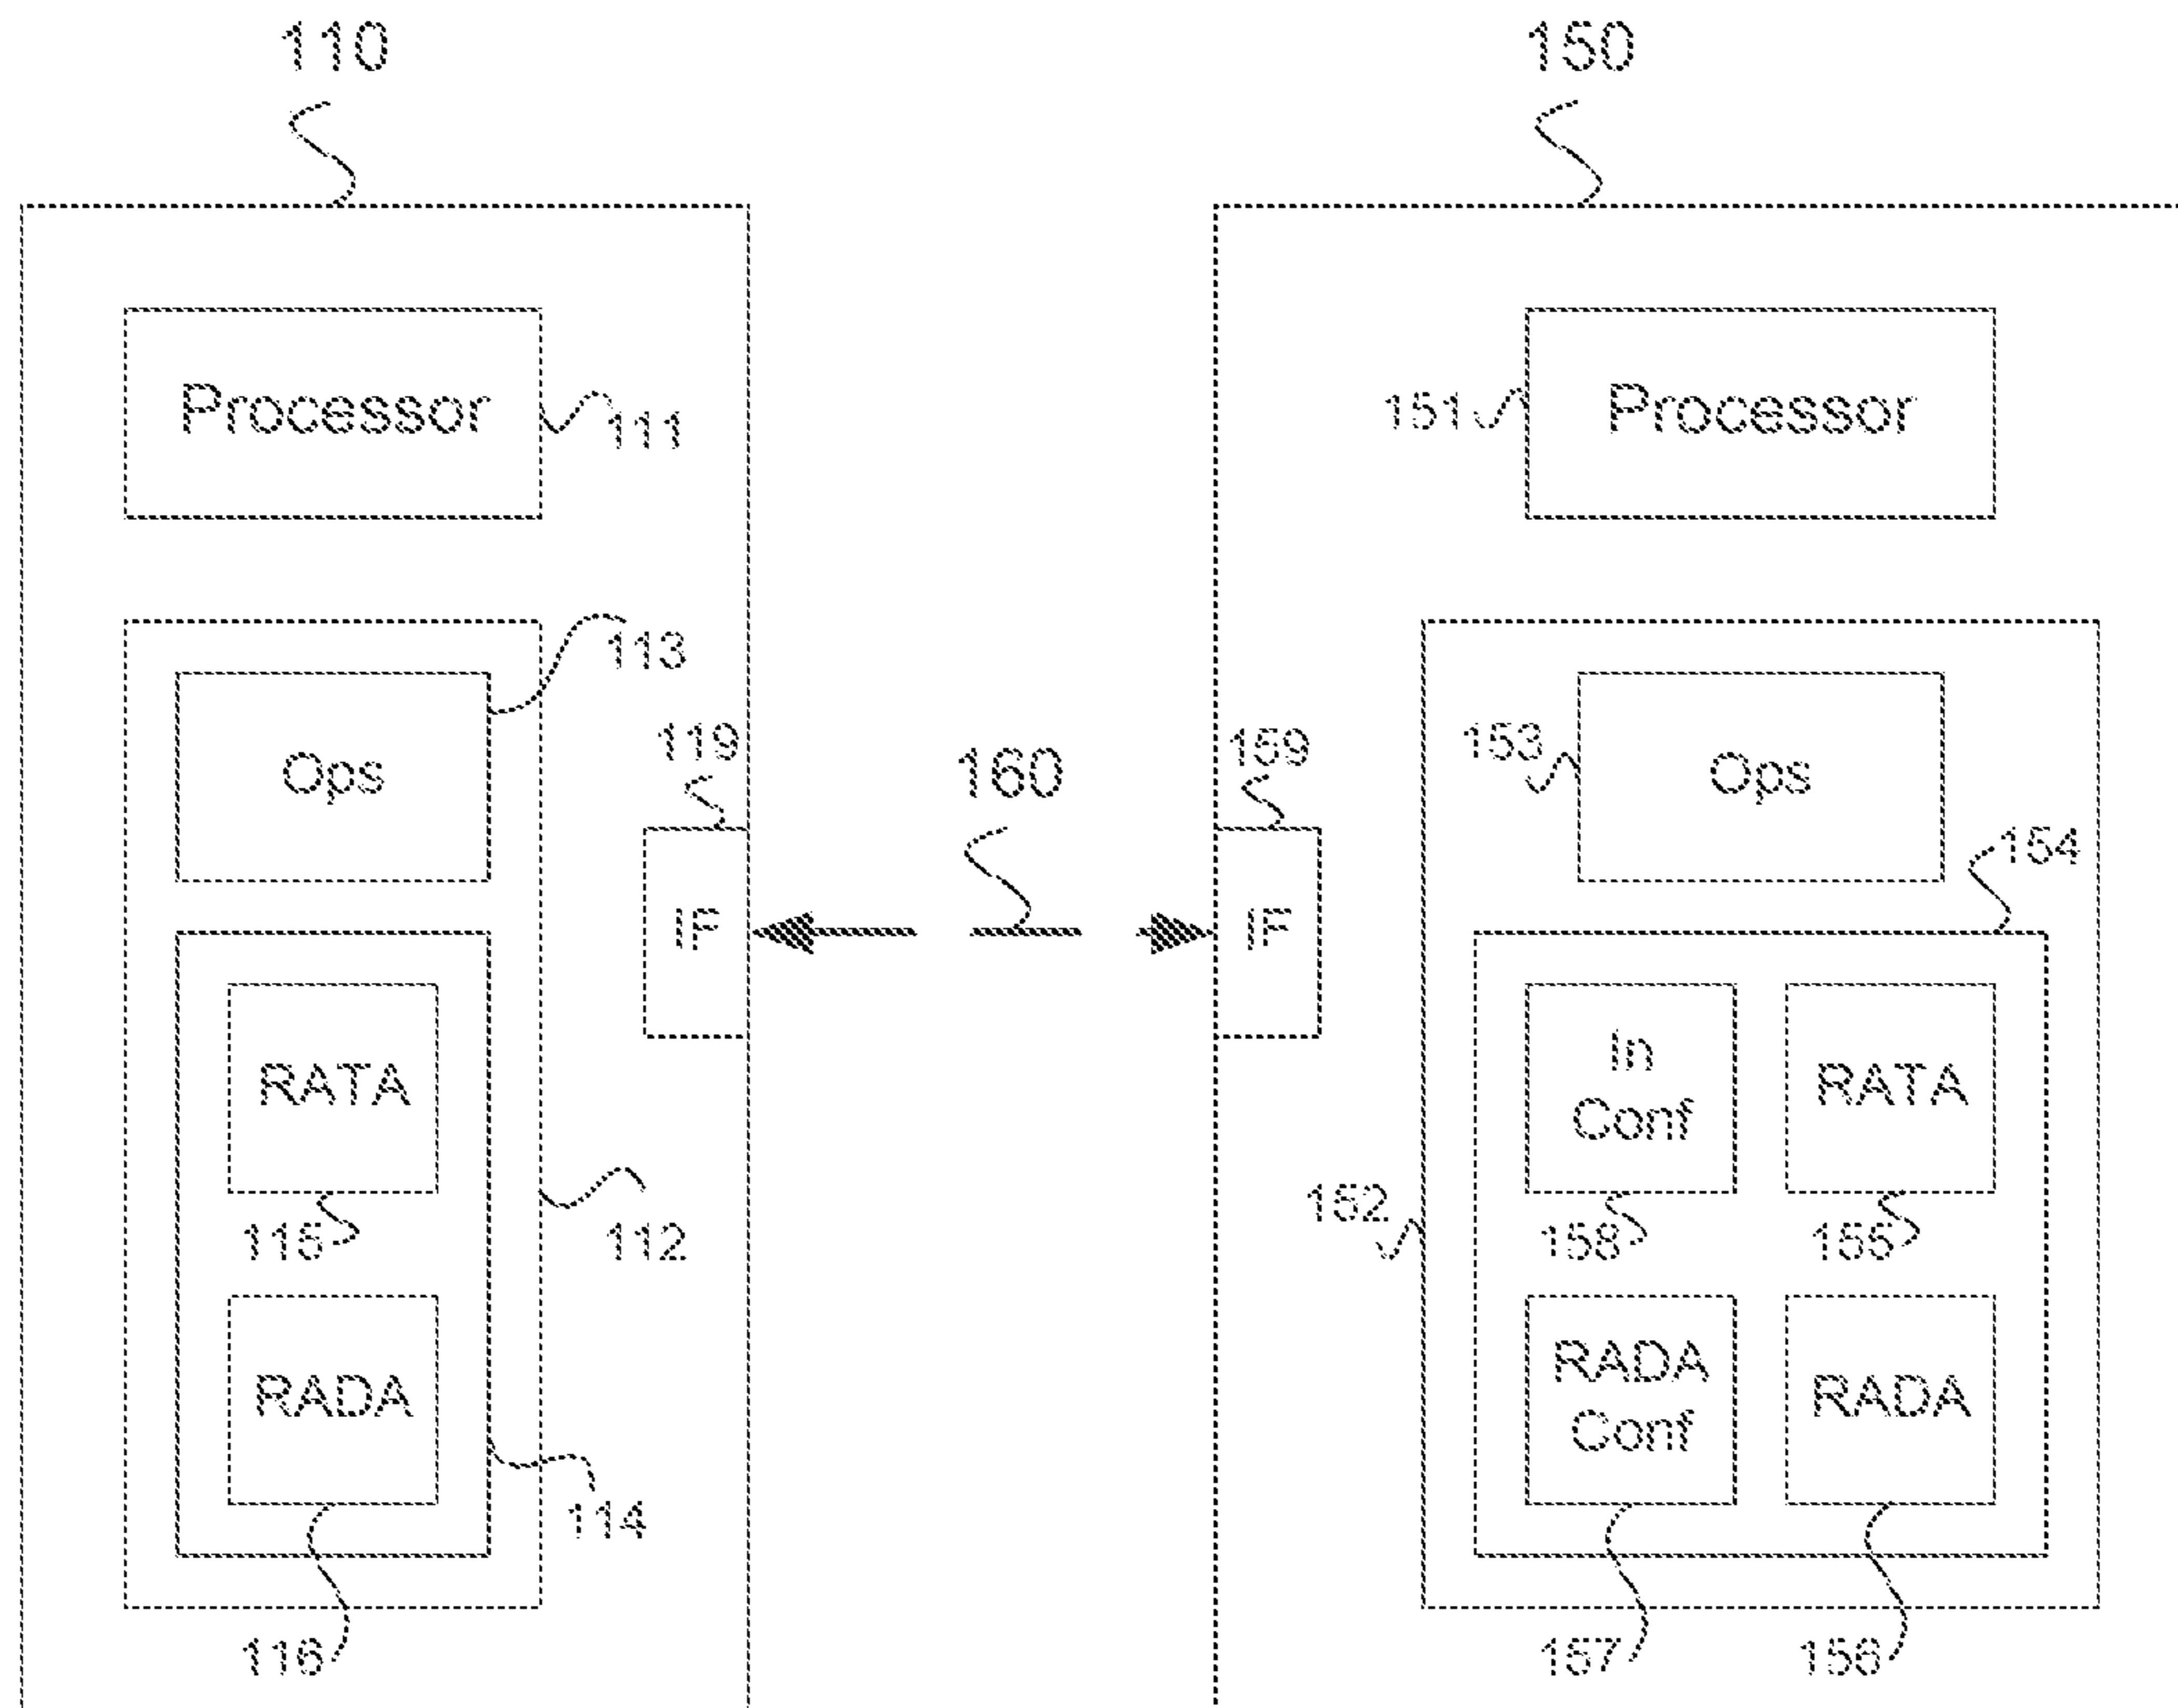 110
150
Processor
111
151
Processor
113
Ops
119
160
159
153
Ops
154
IF
IF
RATA
In
Conf
RATA
115
112
152
158
155
RADA
RADA
Conf
RADA
114
116
157
156